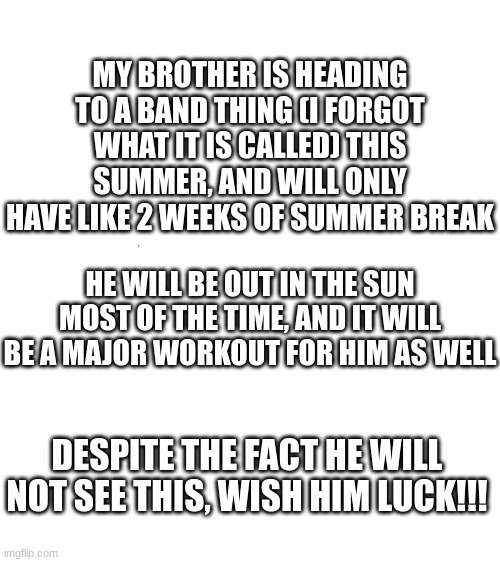 MY BROTHER IS HEADING
TO A BAND THING (I FORGOT
WHAT IT IS CALLED) THIS
SUMMER, AND WILL ONLY
HAVE LIKE 2 WEEKS OF SUMMER BREAK
HE WILL BE OUT IN THE SUN
MOST OF THE TIME, AND IT WILL
BE A MAJOR WORKOUT FOR HIM AS WELL
DESPITE THE FACT HE WILL
NOT SEE THIS, WISH HIM LUCK!!!
imgflip.com